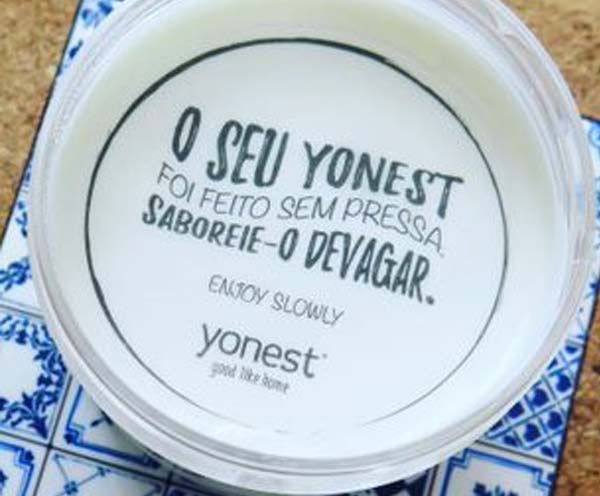 O SEU YONEST
FOI FEITO SEM PRESSA,
SABOREIE-O DEVAGAR.
ENJOY SLOWLY
yonest
good like home